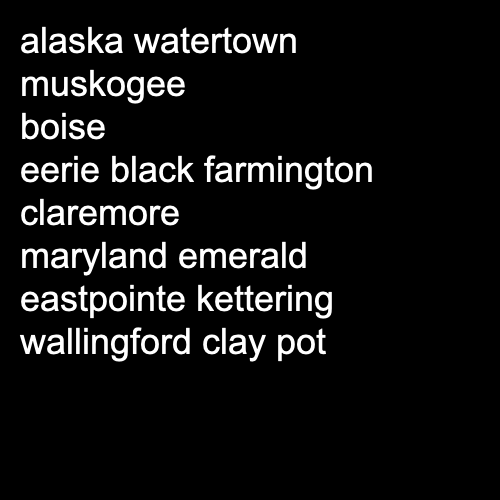 alaska watertown
muskogee
boise
eerie black farmington
claremore
maryland emerald
eastpointe kettering
wallingford clay pot